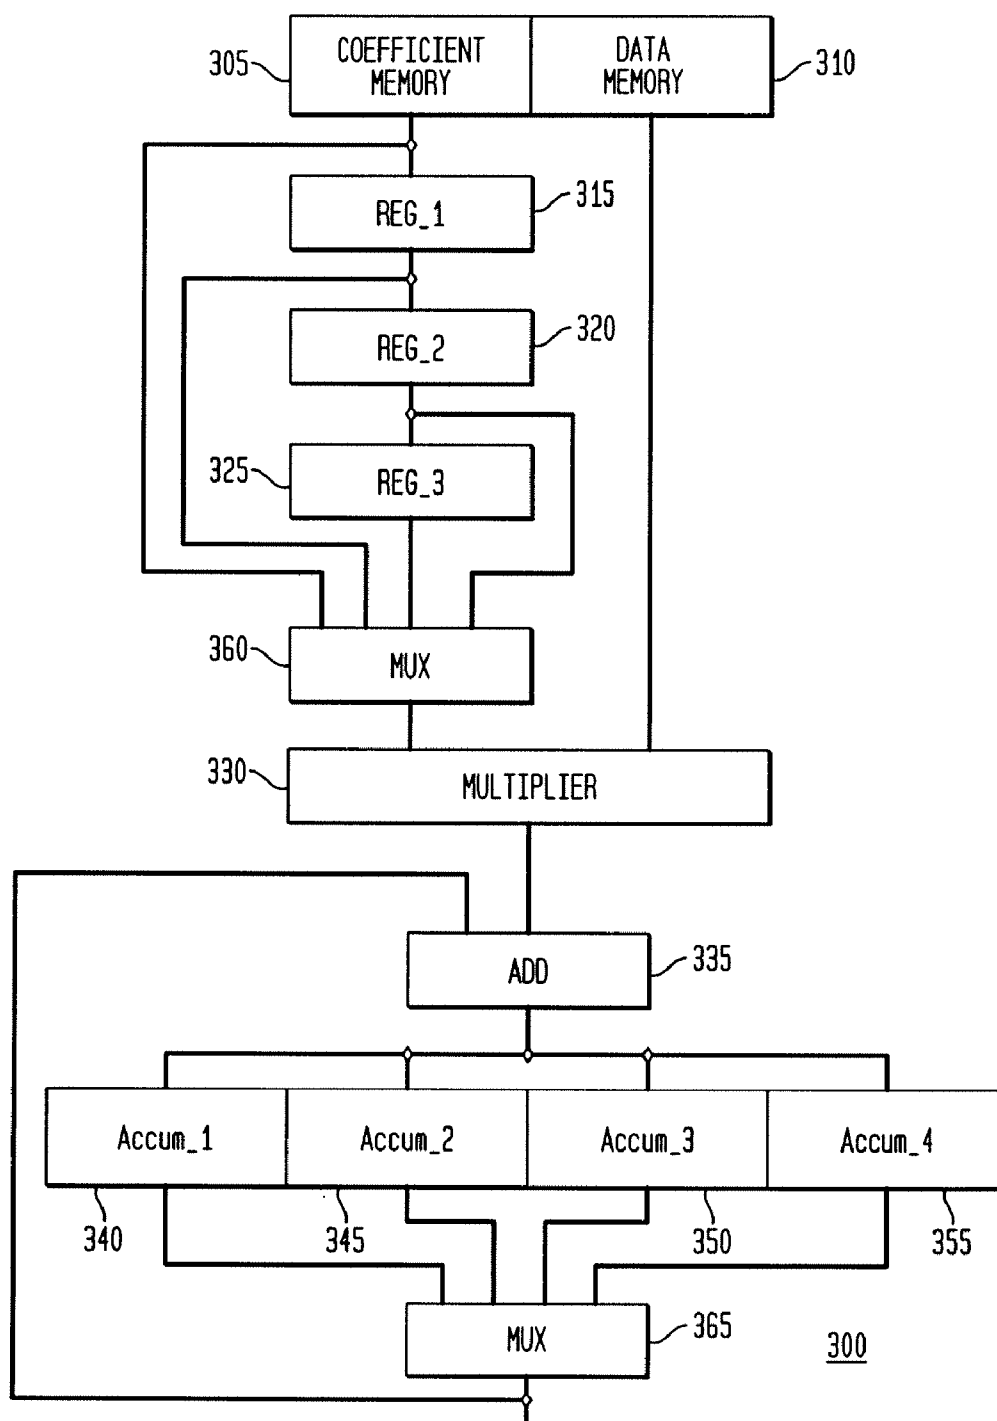 305
COEFFICIENT
MEMORY
DATA
MEMORY
310
REG_1
315
REG_2
320
325
REG_3
360
MUX
330
MULTIPLIER
ADD
335
Accum_1
Accum_2
Accum_3
Accum_4
340
345
350
355
MUX
365
300